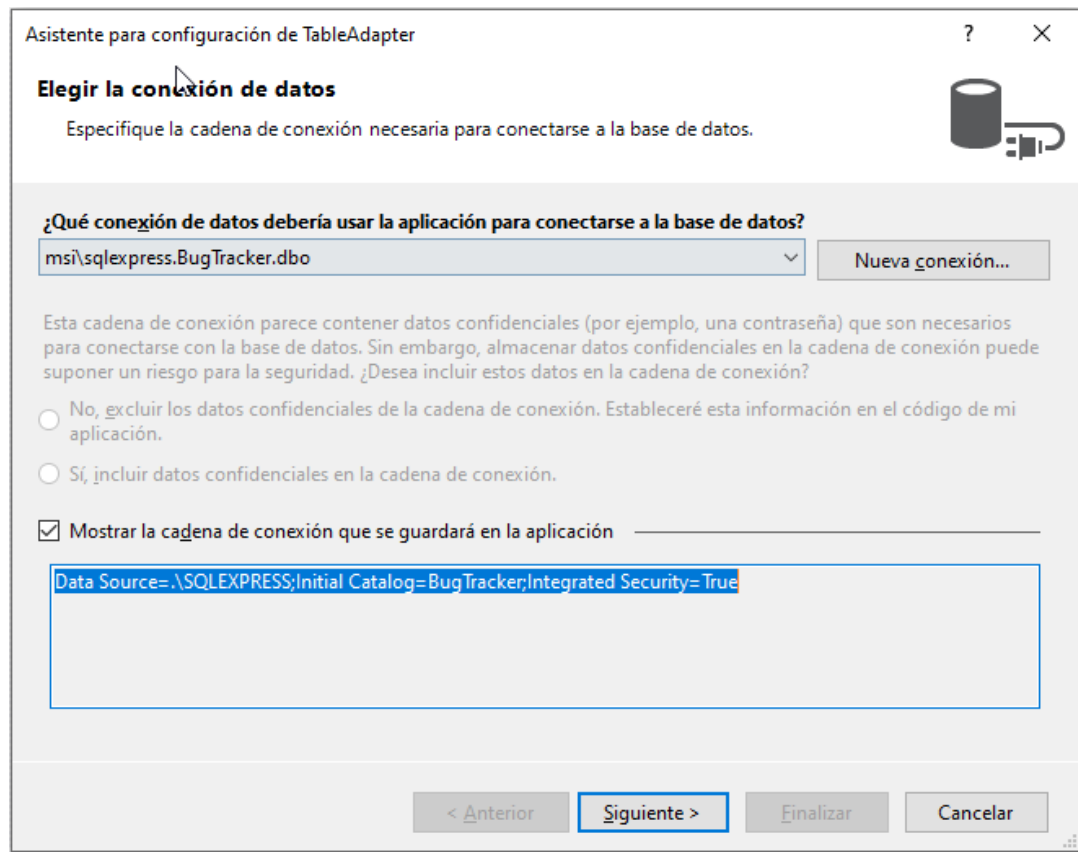 Asistente para configuración de TableAdapter
?
Elegir la conexión de datos
Especifique la cadena de conexión necesaria para conectarse a la base de datos.
¿Qué conexión de datos debería usar la aplicación para conectarse a la base de datos?
msi\sqlexpress.BugTracker.dbo
Nueva conexión...
Esta cadena de conexión parece contener datos confidenciales (por ejemplo, una contraseña) que son necesarios
para conectarse con la base de datos. Sin embargo, almacenar datos confidenciales en la cadena de conexión puede
suponer un riesgo para la seguridad. ¿Desea incluir estos datos en la cadena de conexión?
No, excluir los datos confidenciales de la cadena de conexión. Estableceré esta información en el código de mi
aplicación.
Sí, incluir datos confidenciales en la cadena de conexión.
Mostrar la cadena de conexión que se guardará en la aplicación
Data Source=.\SQLEXPRESS;Initial Catalog=BugTracker;Integrated Security=True
< Anterior
Siguiente >
Finalizar
Cancelar